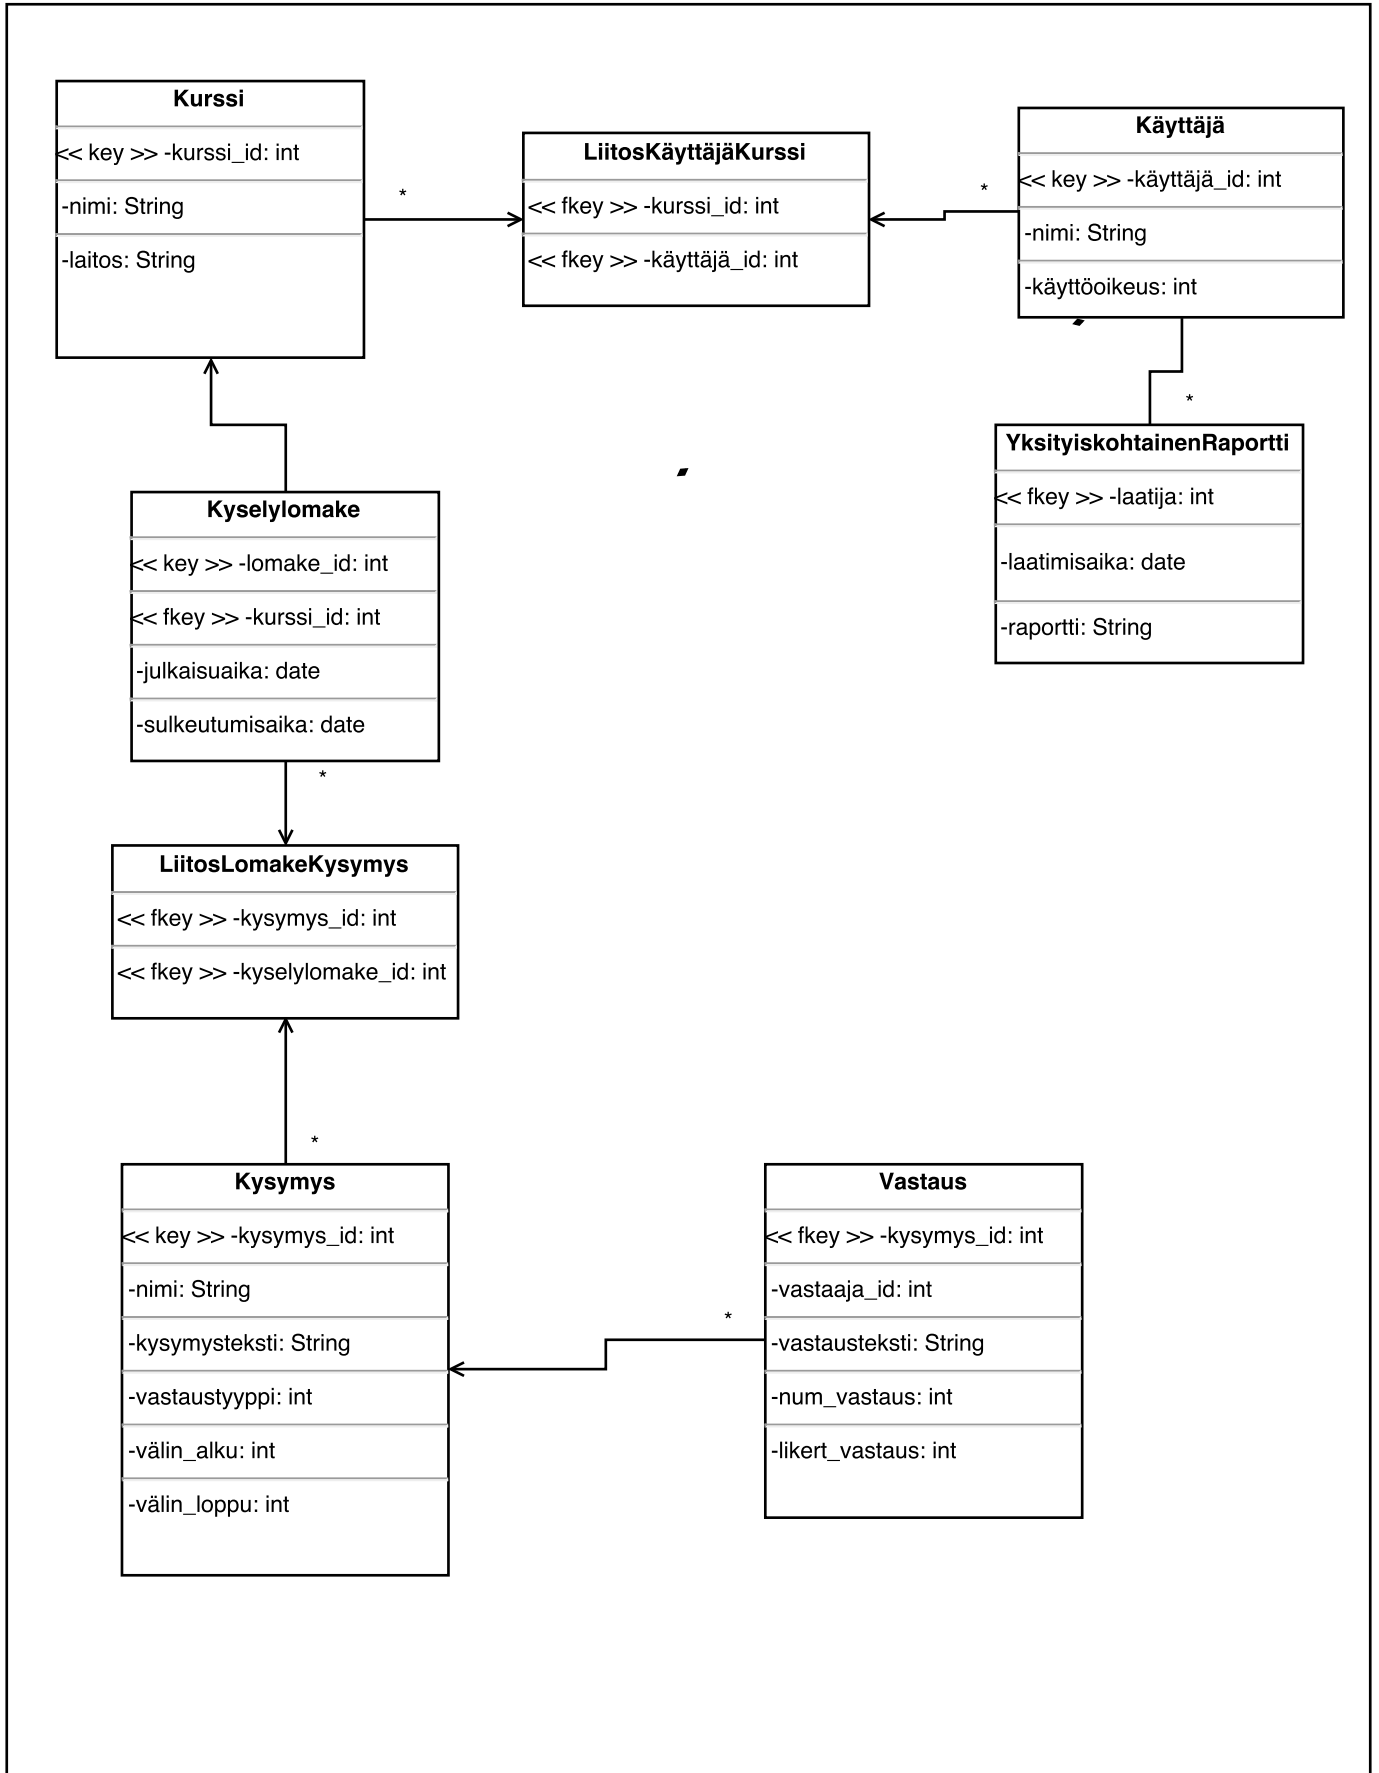 Kurssi
<< key >> -kurssi_id: int
-nimi: String
-laitos: String
*
LiitosKäyttäjäKurssi
<< fkey >> -kurssi_id: int
<< fkey >> -käyttäjä_id: int
*
Käyttäjä
<< key >> -käyttäjä_id: int
-nimi: String
-käyttöoikeus: int
*
YksityiskohtainenRaportti
<< fkey >> -laatija: int
-laatimisaika: date
-raportti: String
Kyselylomake
<< key >> -lomake_id: int
<< fkey >> -kurssi_id: int
-julkaisuaika: date
-sulkeutumisaika: date
*
LiitosLomakeKysymys
<< fkey >> -kysymys_id: int
<< fkey >> -kyselylomake_id: int
*
Kysymys
<< key >> -kysymys_id: int
-nimi: String
-kysymysteksti: String
-vastaustyyppi: int
-välin_alku: int
-välin_loppu: int
*
Vastaus
<< fkey >> -kysymys_id: int
-vastaaja_id: int
-vastausteksti: String
-num_vastaus: int
-likert_vastaus: int